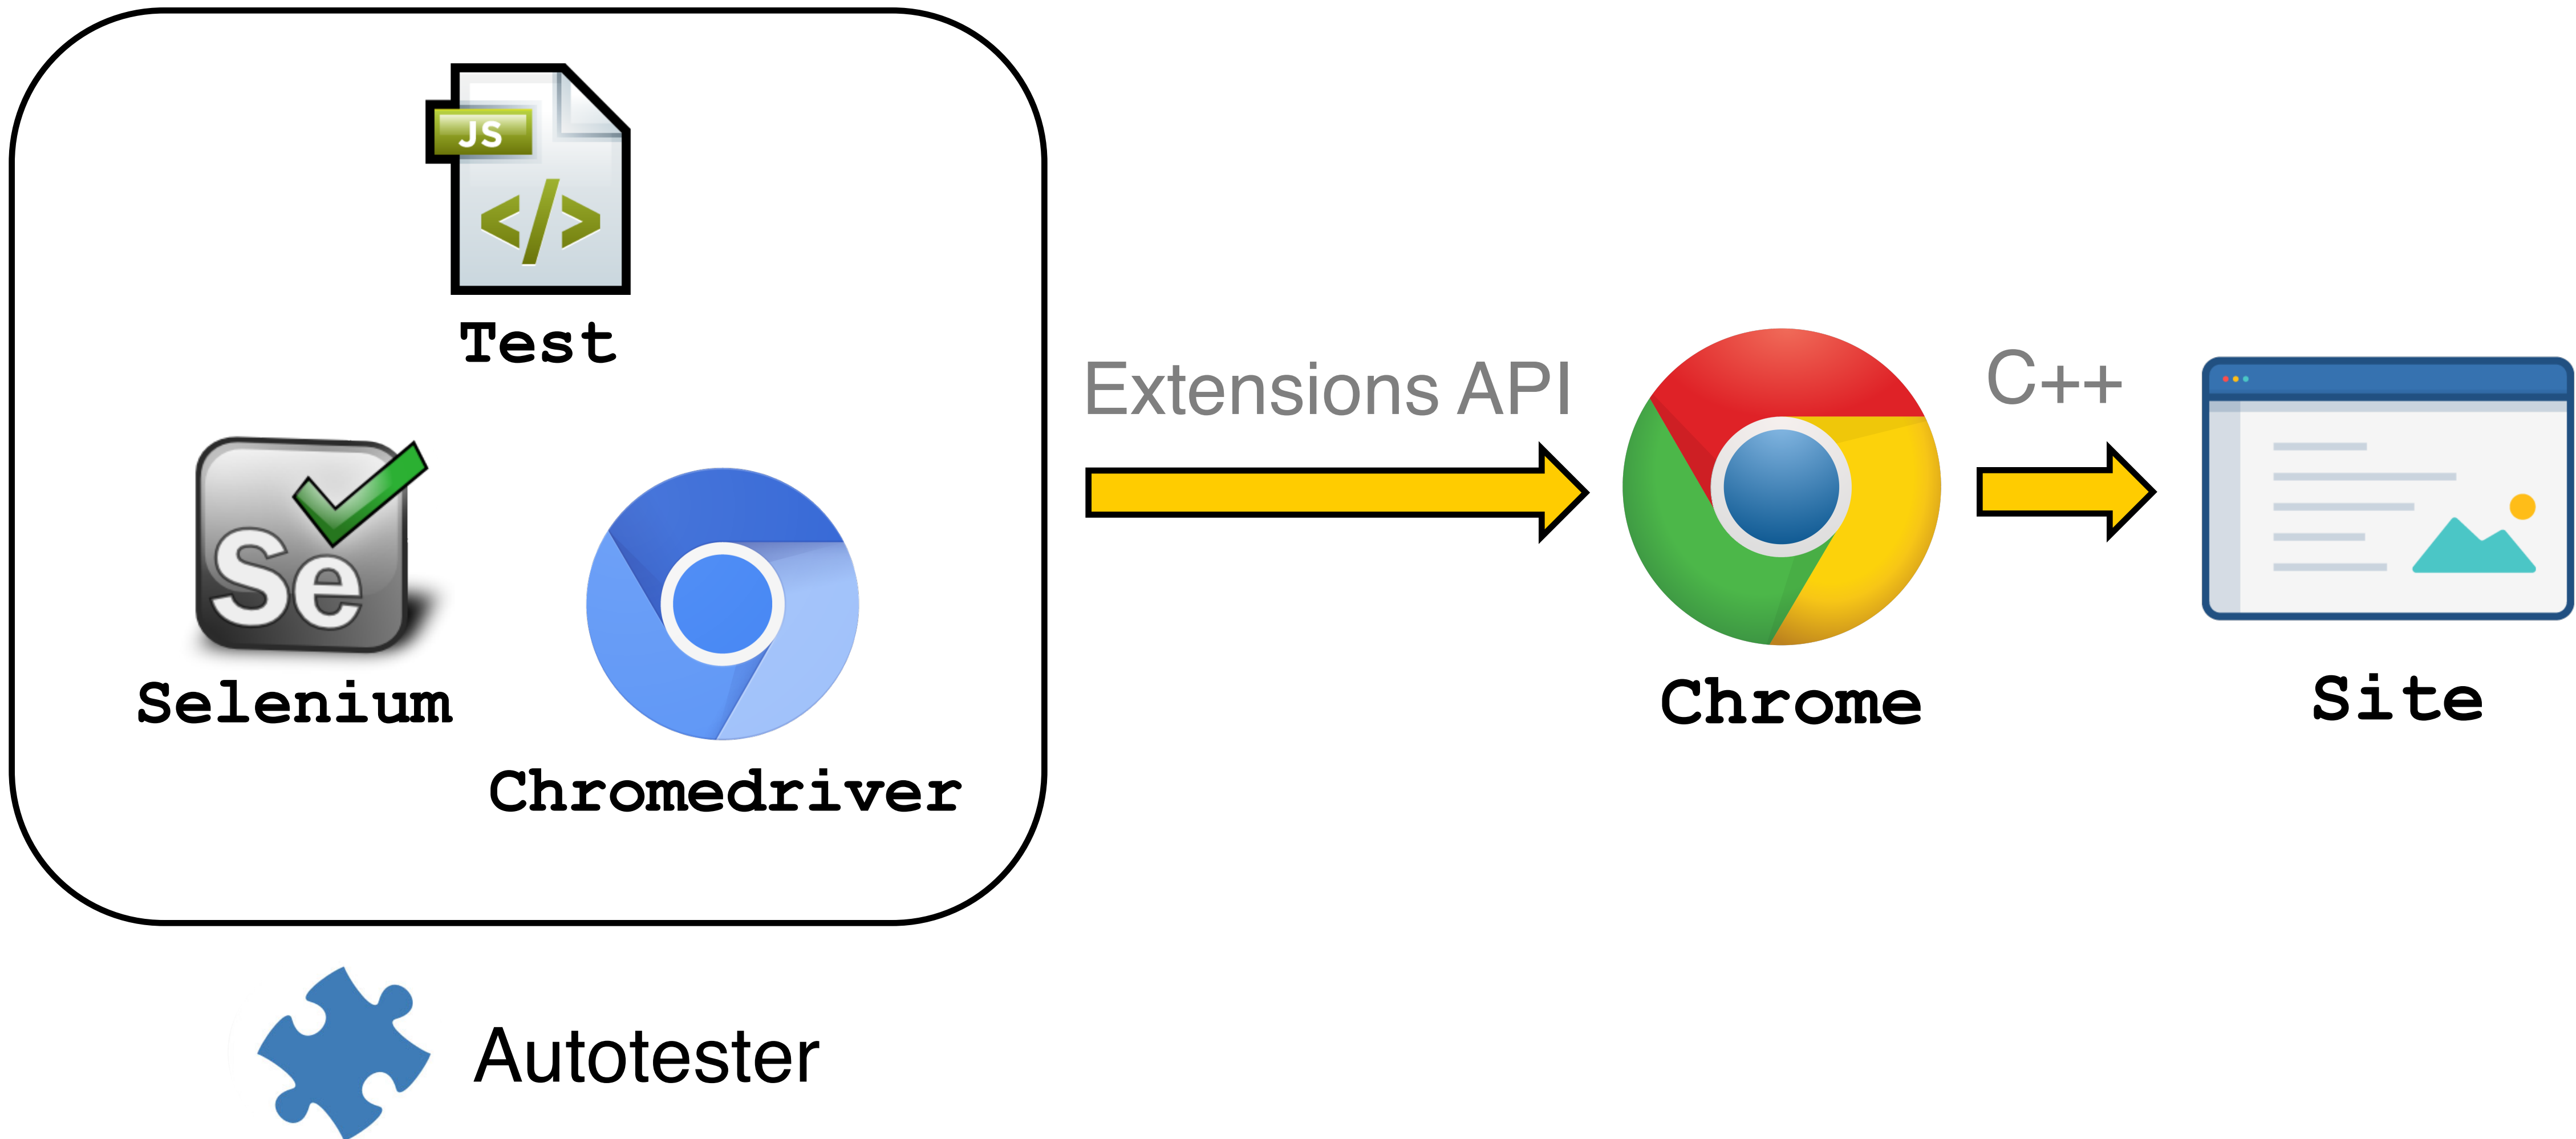 JS
</>
Test
Se
Selenium
Chromedriver
Extensions API
Chrome
C++
Site
Autotester